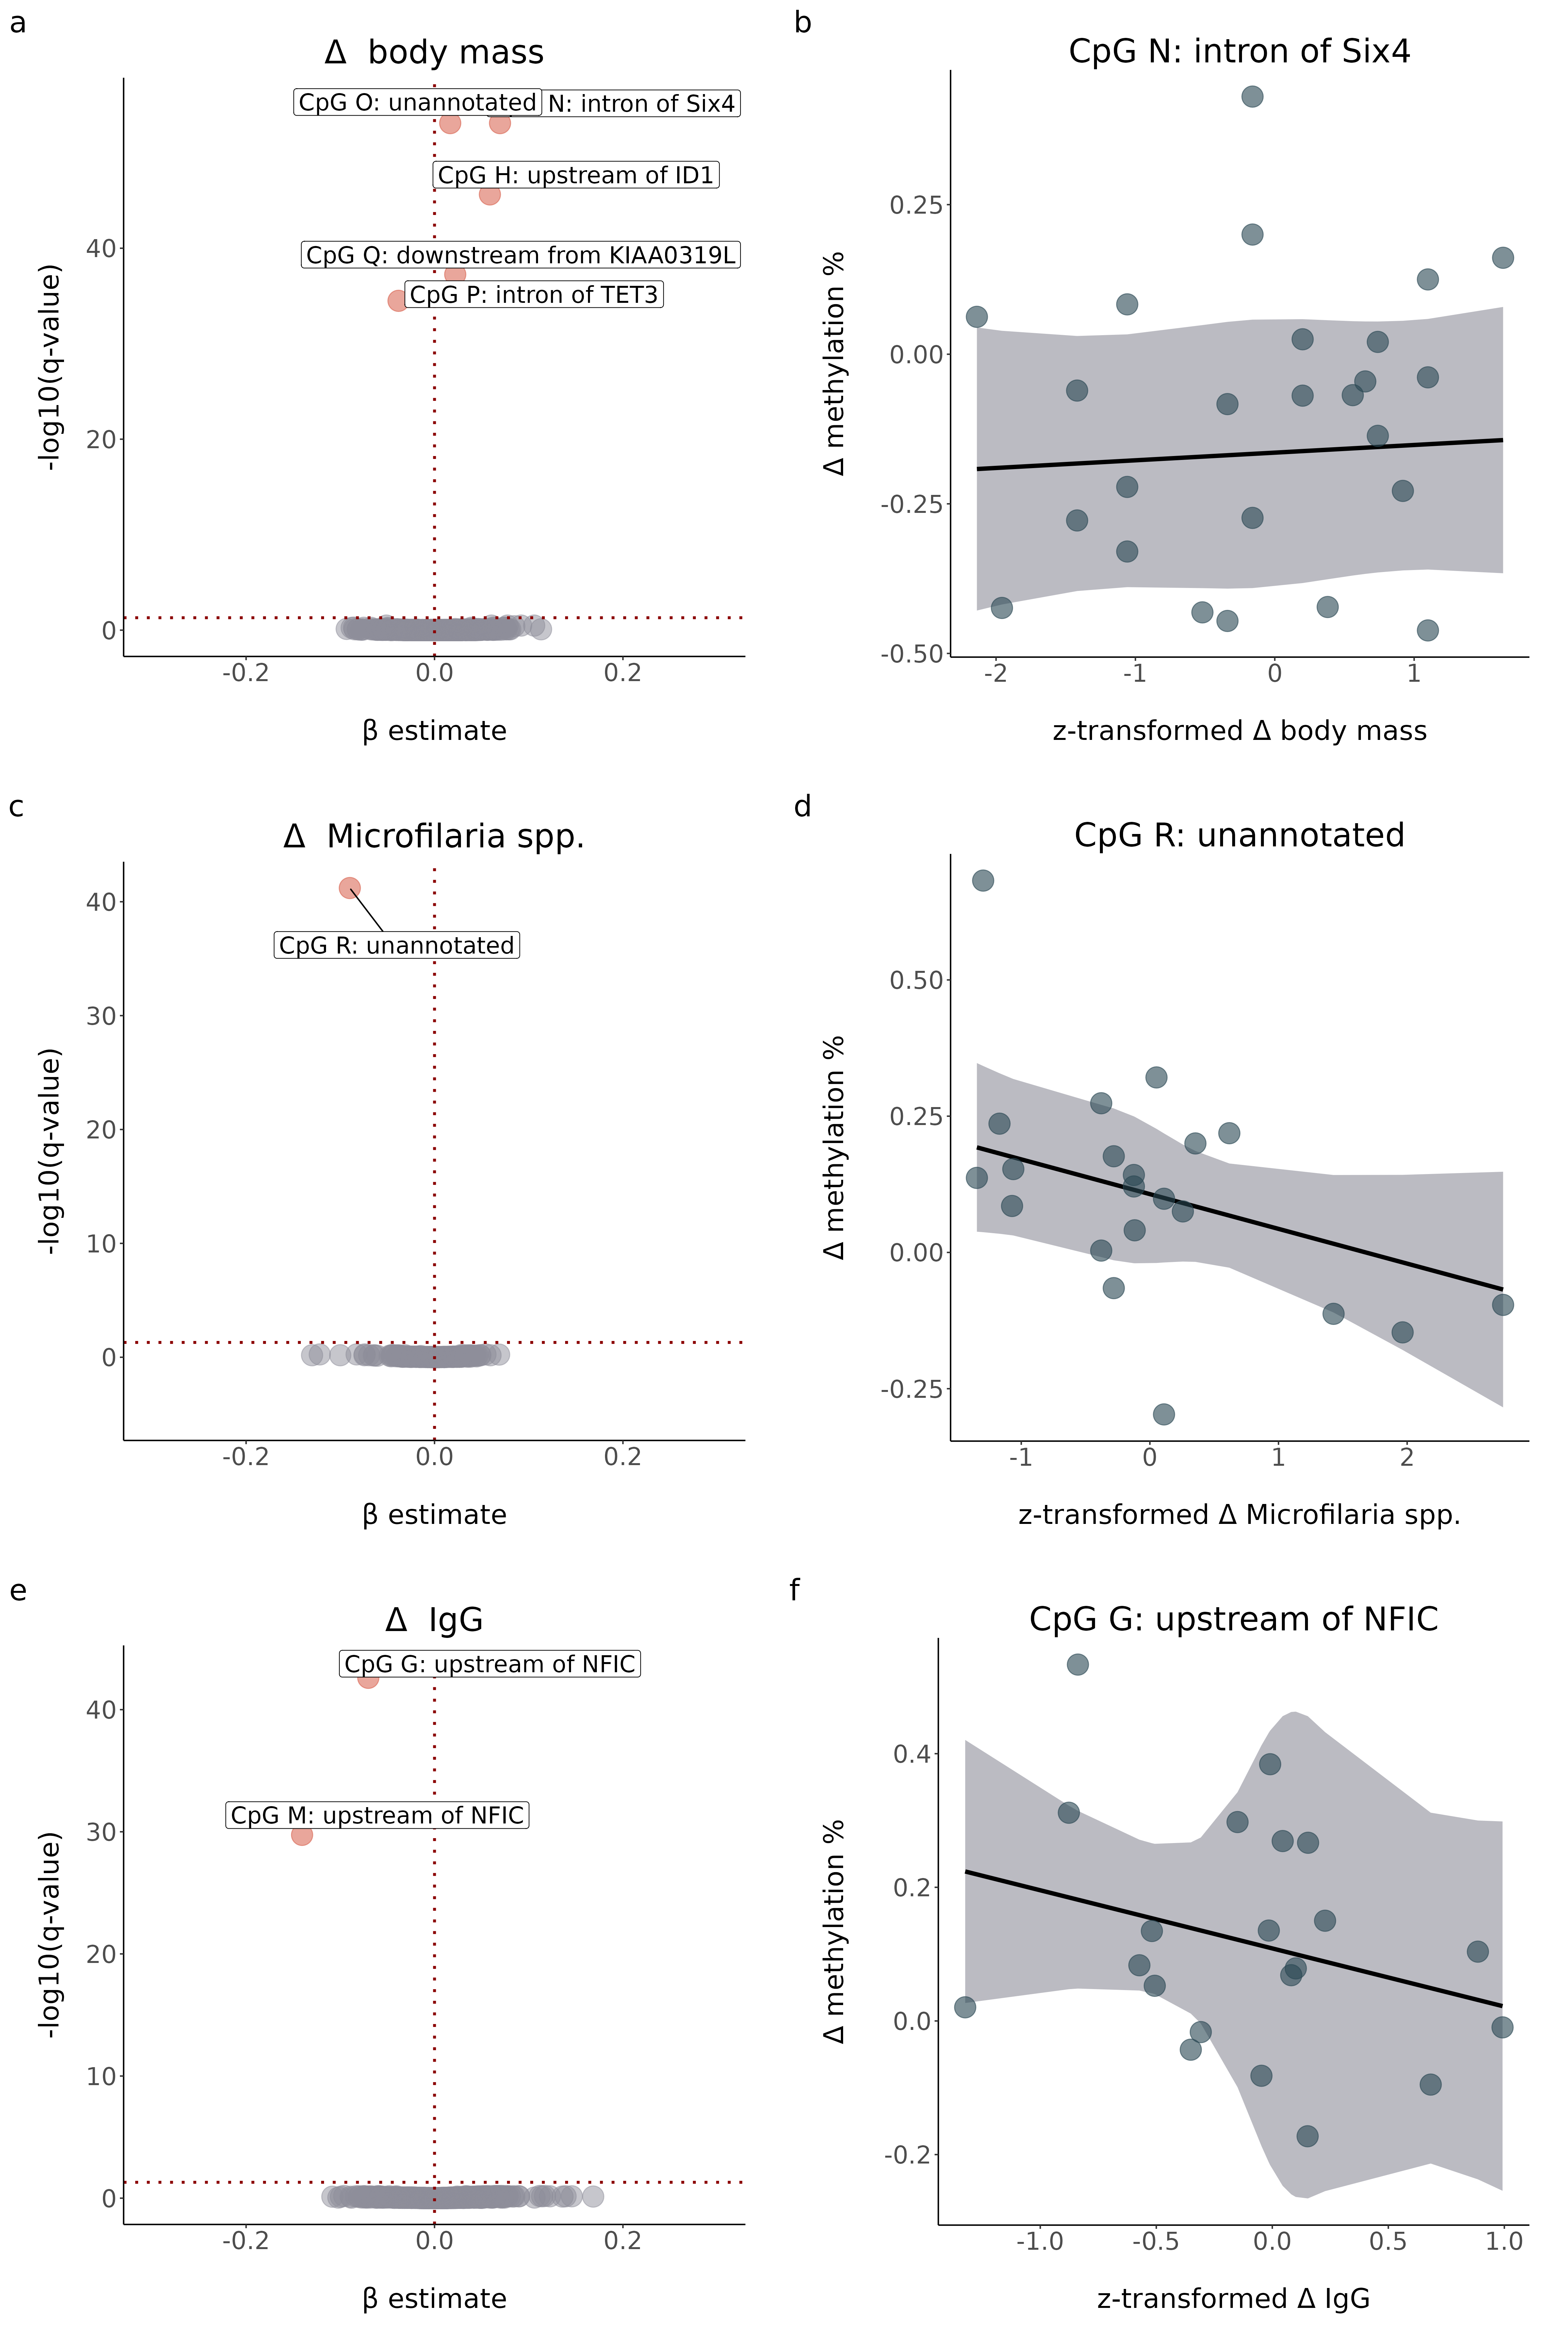 a
Δ body mass
CpG O: unannotated
N: intron of Six4
CpG H: upstream of ID1
CpG Q: downstream from KIAA0319L
CpG P: intron of TET3
-log10(q-value)
40
20
0
-0.2
0.0
0.2
β estimate
b
CpG N: intron of Six4
Δ methylation %
0.25
0.00
-0.25
-0.50
-2
-1
0
1
z-transformed Δ body mass
c
Δ Microfilaria spp.
CpG R: unannotated
-log10(q-value)
40
30
20
10
0
-0.2
0.0
0.2
β estimate
d
CpG R: unannotated
Δ methylation %
0.50
0.25
0.00
-0.25
-1
0
1
2
z-transformed Δ Microfilaria spp.
e
Δ IgG
CpG G: upstream of NFIC
CpG M: upstream of NFIC
-log10(q-value)
40
30
20
10
0
-0.2
0.0
0.2
β estimate
f
CpG G: upstream of NFIC
Δ methylation %
0.4
0.2
0.0
-0.2
-1.0
-0.5
0.0
0.5
1.0
z-transformed Δ IgG